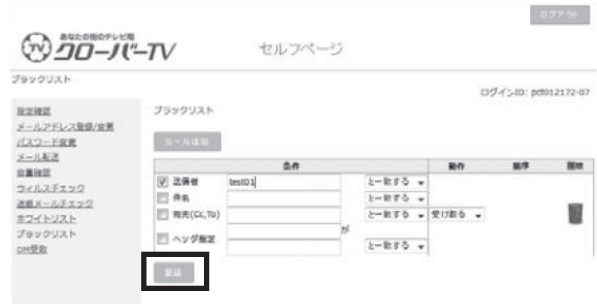 ログアウト
あなたの街のテレビ局
クローバーTV
セルフページ
ブラックリスト
ログインID: pct012172-07
設定確認
メールアドレス登録/変更
パスワード変更
メール転送
容量確認
ウィルスチェック
迷惑メールチェック
ホワイトリスト
ブラックリスト
DM受取
ブラックリスト
ルール追加
条件 動作 順序 削除
送信者 test01 と一致する
件名 と一致する
宛先(Cc,To) と一致する 受け取る
ヘッダ指定 が
と一致する
登録